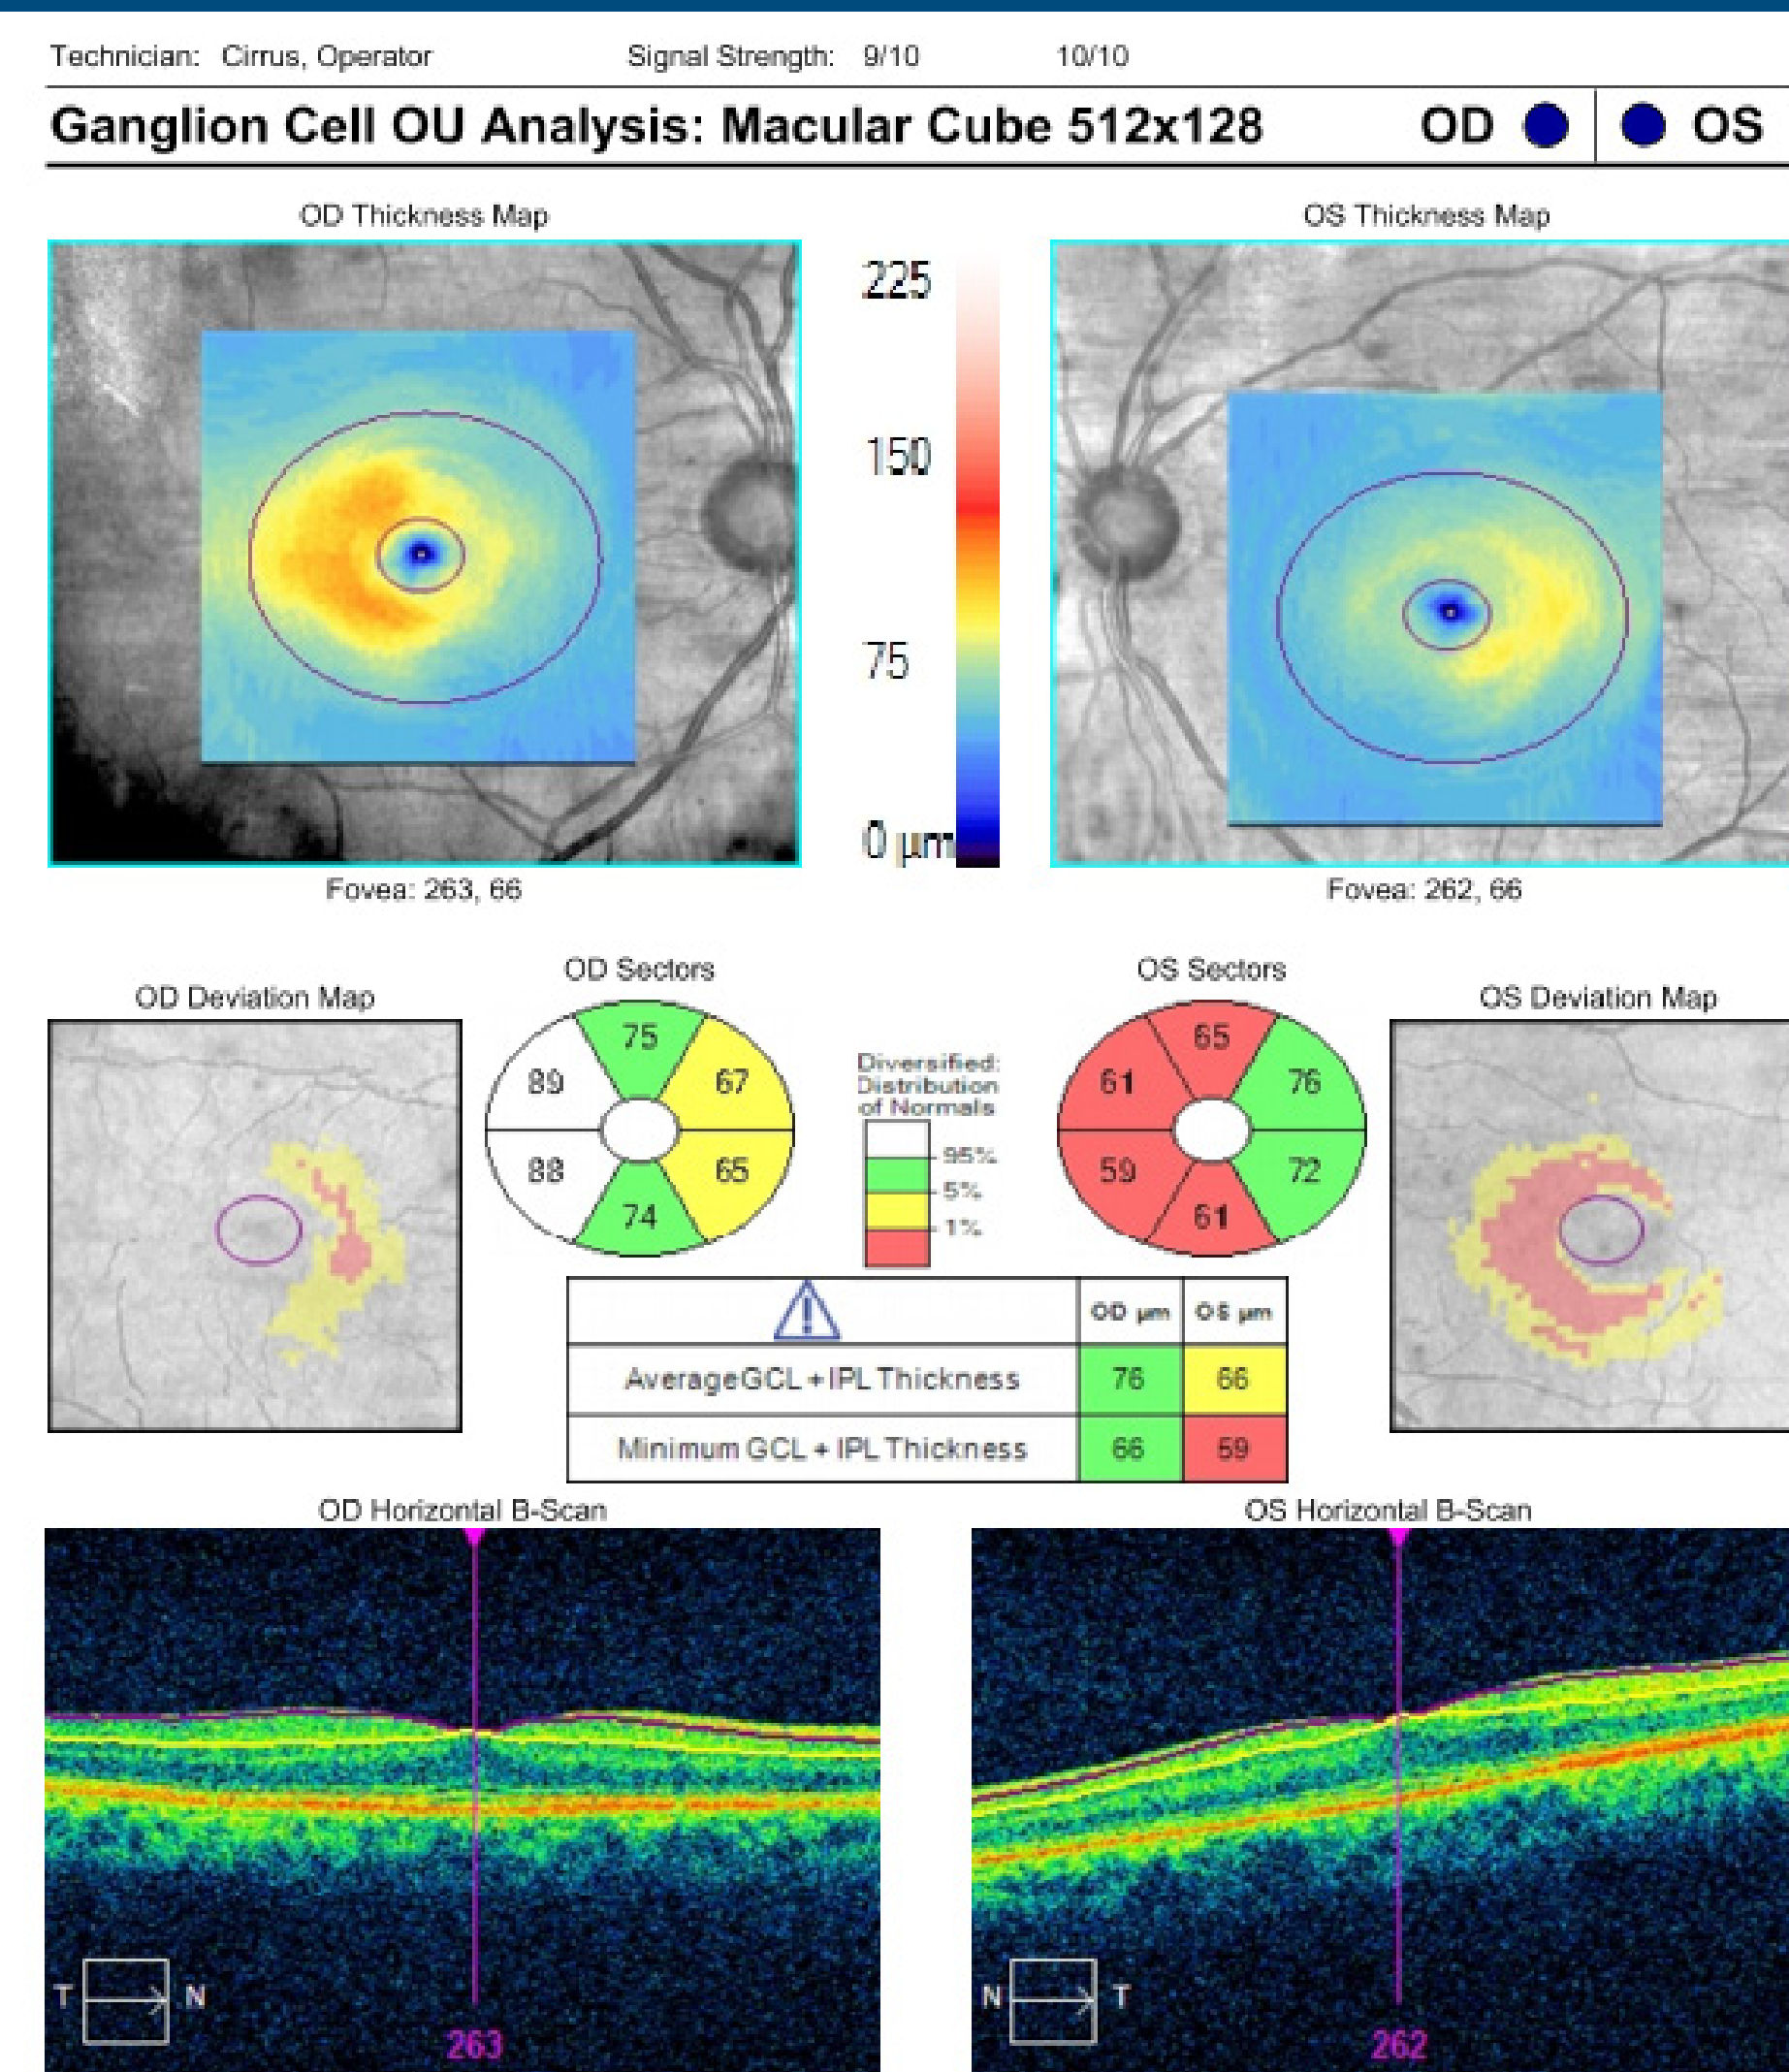 Technician: Cirrus, Operator Signal Strength: 9/10 10/10
Ganglion Cell OU Analysis: Macular Cube 512x128 OD OS
OD Thickness Map
OS Thickness Map
225
150
75
0 µm
Fovea: 263, 66
Fovea: 262, 66
OD Deviation Map
OD Sectors
OS Sectors
OS Deviation Map
75
89
67
88
65
74
Diversified:
Distribution
of Normals
95%
5%
1%
65
61
76
59
72
61
OD µm OS µm
Average GCL + IPL Thickness 76 66
Minimum GCL + IPL Thickness 66 59
OD Horizontal B-Scan
OS Horizontal B-Scan
T N
263
N T
262